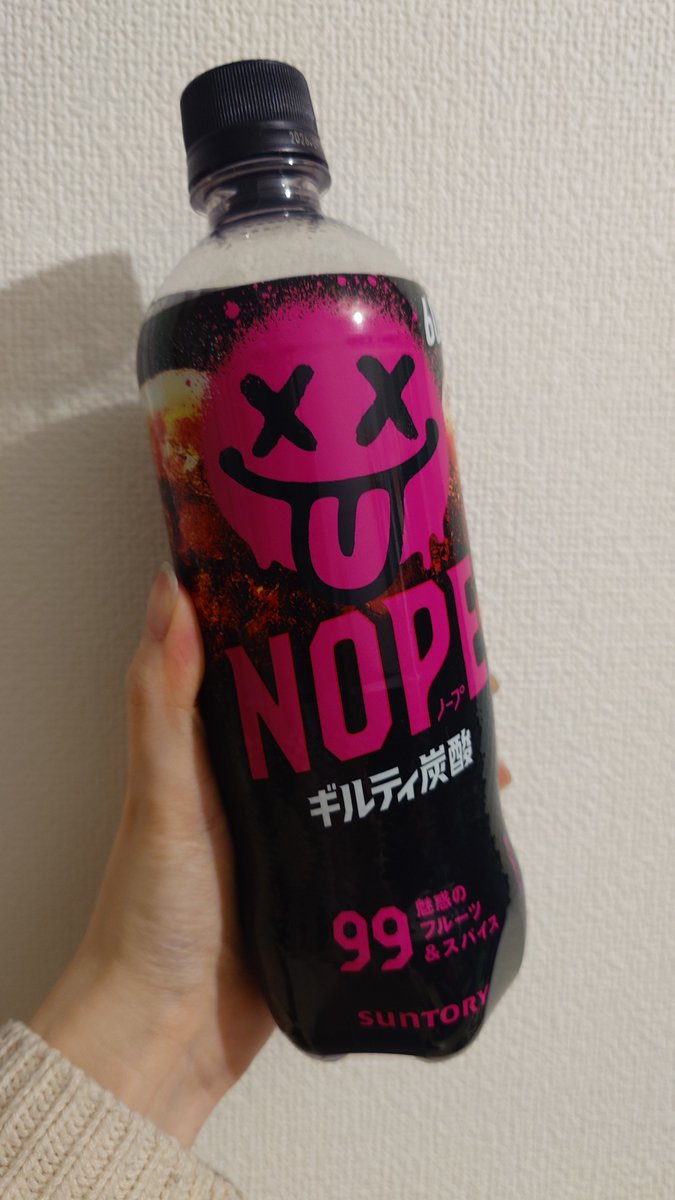 NOPE
ノープ
ギルティ炭酸
99
魅惑の
フルーツ
&スパイス
SUNTORY